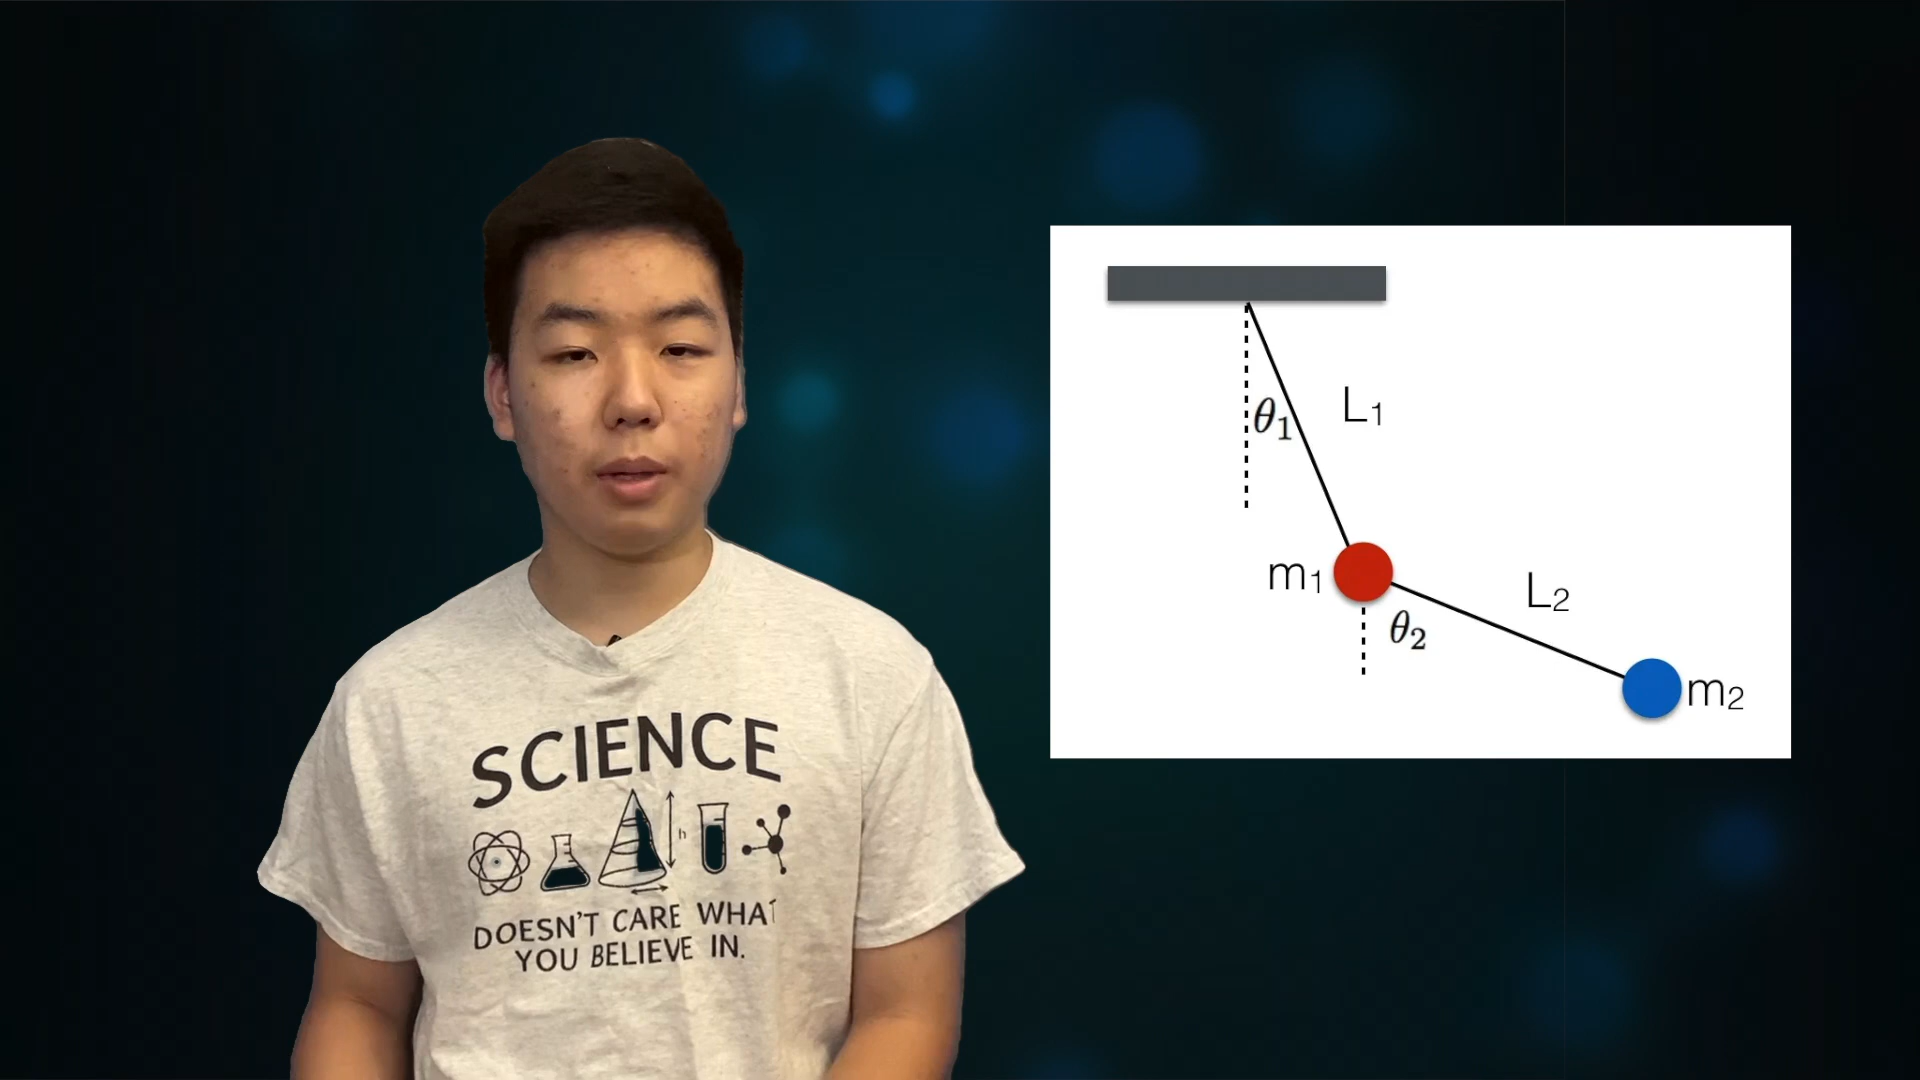 θ₁
L₁
m₁
L₂
θ₂
m₂
SCIENCE
h
DOESN'T CARE WHAT
YOU BELIEVE IN.